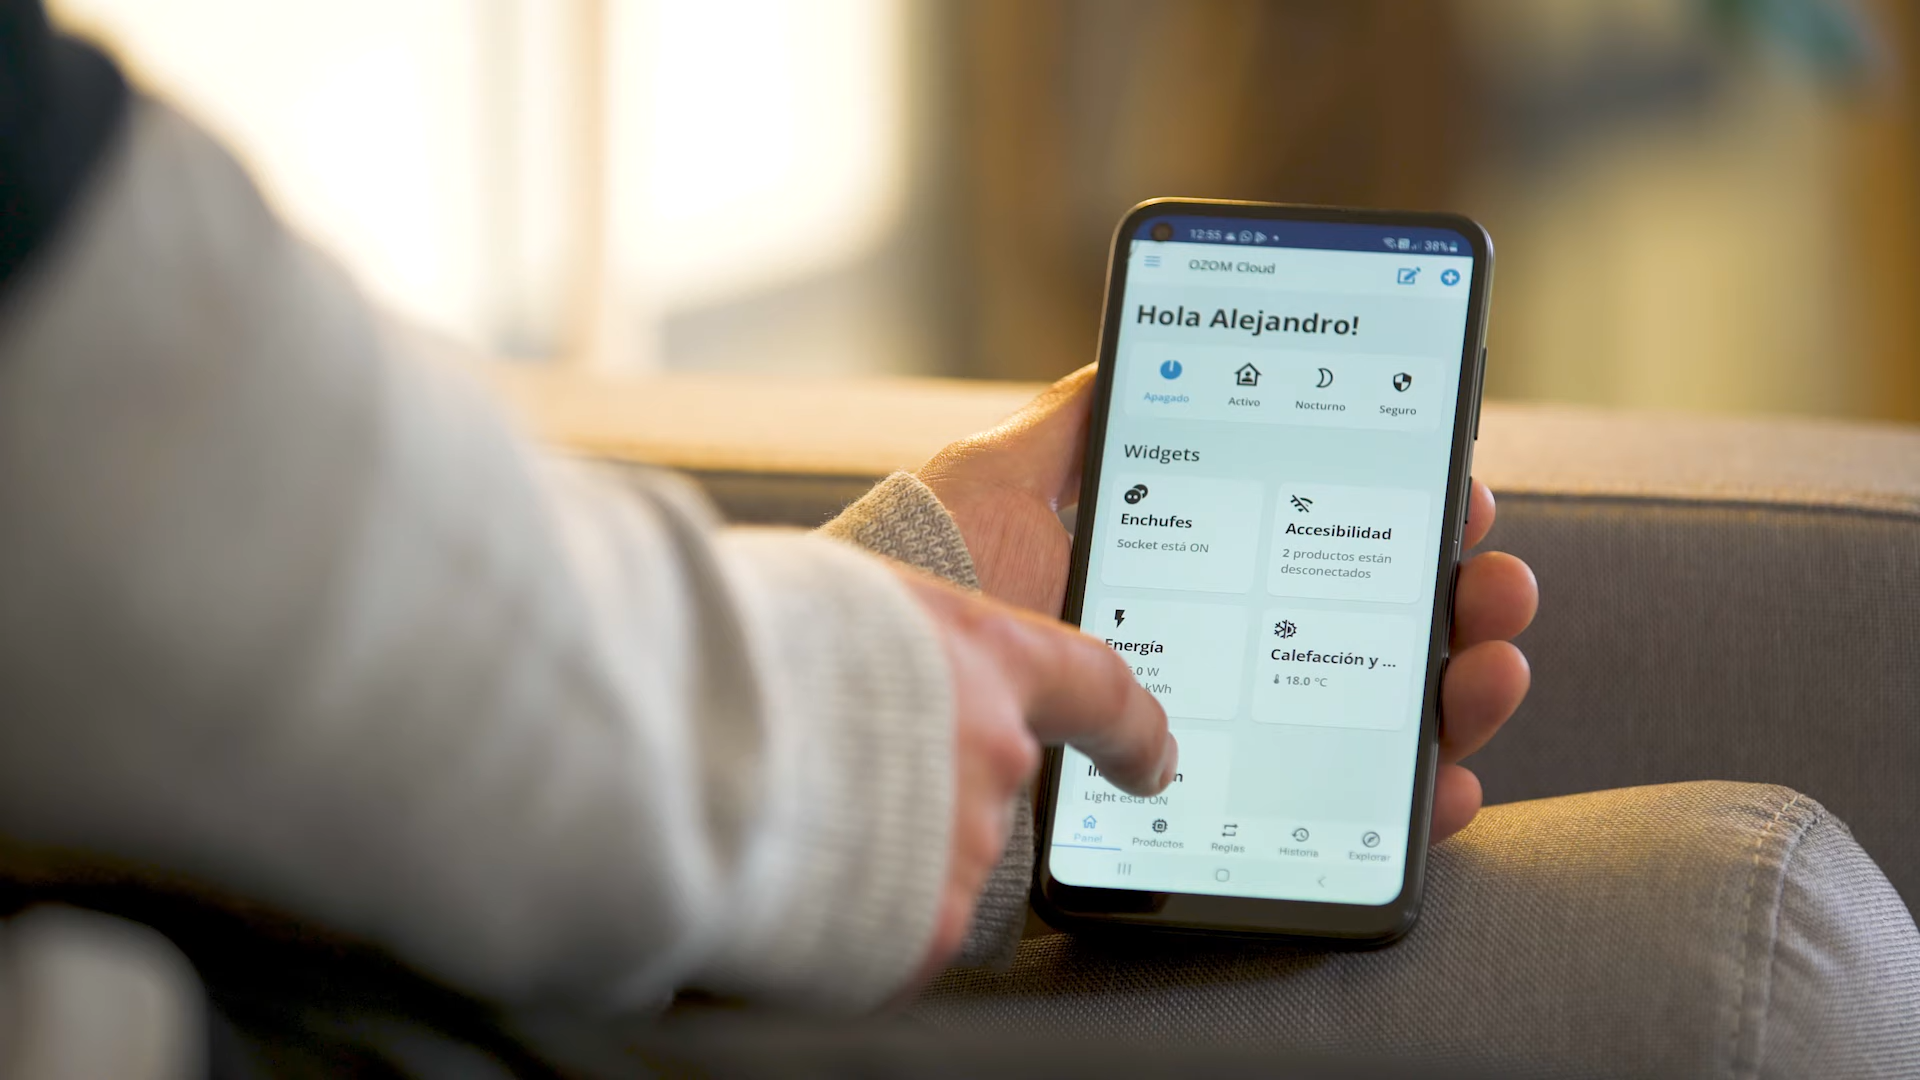 12:55
38%
OZOM Cloud
Hola Alejandro!
Apagado
Activo
Nocturno
Seguro
Widgets
Enchufes
Socket está ON
Accesibilidad
2 productos están
desconectados
Energía
W
kWh
Calefacción y ...
18.0 °C
Light está ON
Panel
Productos
Reglas
Historia
Explorar